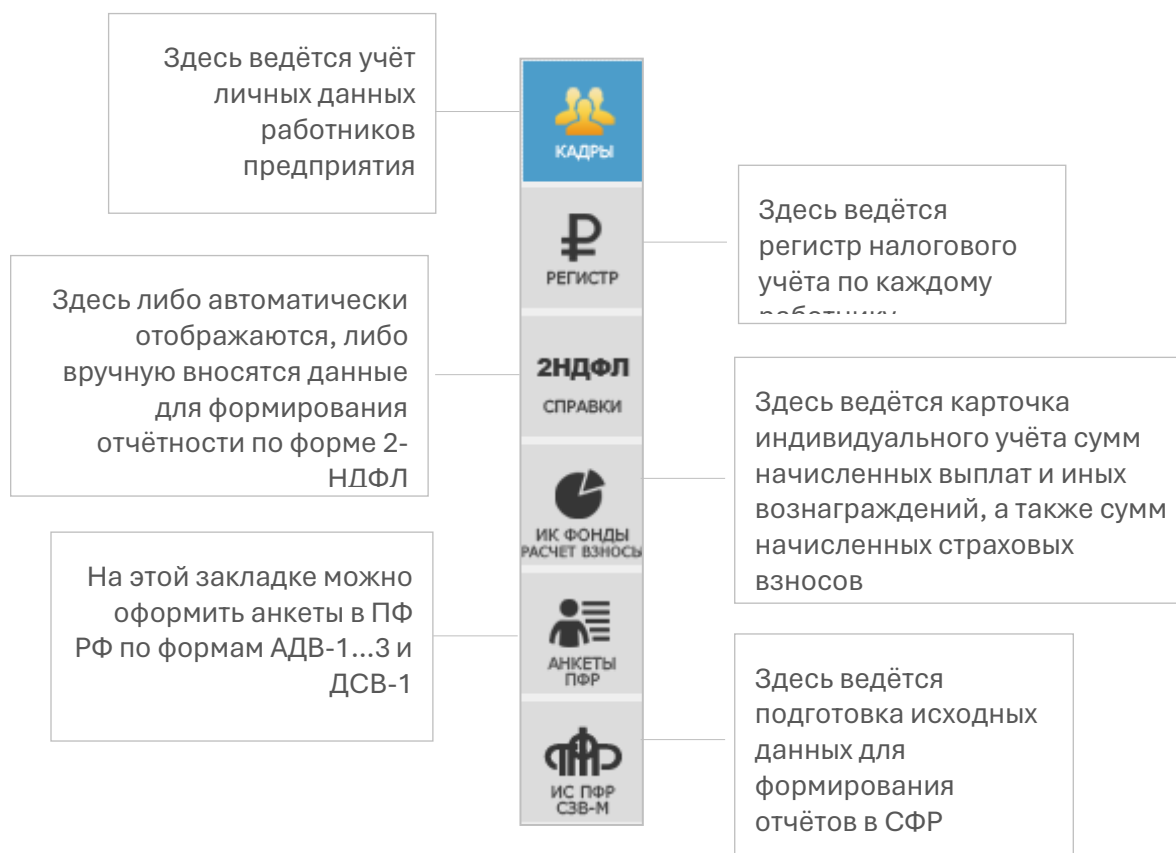 Здесь ведётся учёт
личных данных
работников
предприятия
КАДРЫ
Здесь ведётся
регистр налогового
учёта по каждому
работнику
РЕГИСТР
Здесь либо автоматически
отображаются, либо
вручную вносятся данные
для формирования
отчётности по форме 2-
НДФЛ
2НДФЛ
СПРАВКИ
Здесь ведётся карточка
индивидуального учёта сумм
начисленных выплат и иных
вознаграждений, а также сумм
начисленных страховых
взносов
ИК ФОНДЫ
РАСЧЕТ ВЗНОСЫ
На этой закладке можно
оформить анкеты в ПФ
РФ по формам АДВ-1...3 и
ДСВ-1
АНКЕТЫ
ПФР
Здесь ведётся
подготовка исходных
данных для
формирования
отчётов в СФР
ИС ПФР
СЗВ-М